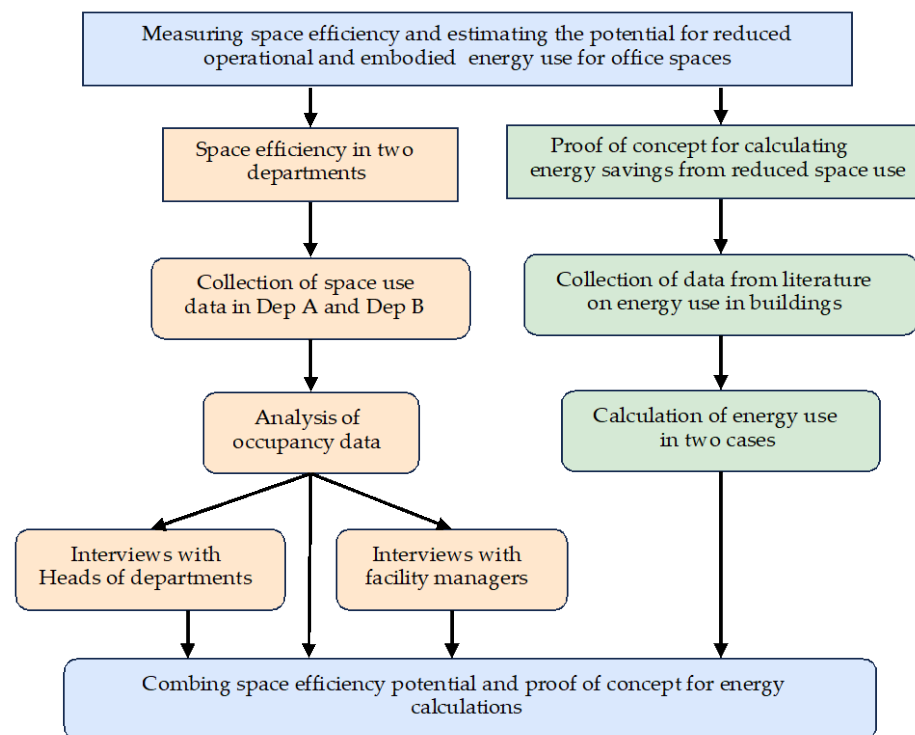 Measuring space efficiency and estimating the potential for reduced
operational and embodied energy use for office spaces
Space efficiency in two
departments
Proof of concept for calculating
energy savings from reduced space use
Collection of space use
data in Dep A and Dep B
Collection of data from literature
on energy use in buildings
Analysis of
occupancy data
Calculation of energy use
in two cases
Interviews with
Heads of departments
Interviews with
facility managers
Combing space efficiency potential and proof of concept for energy
calculations